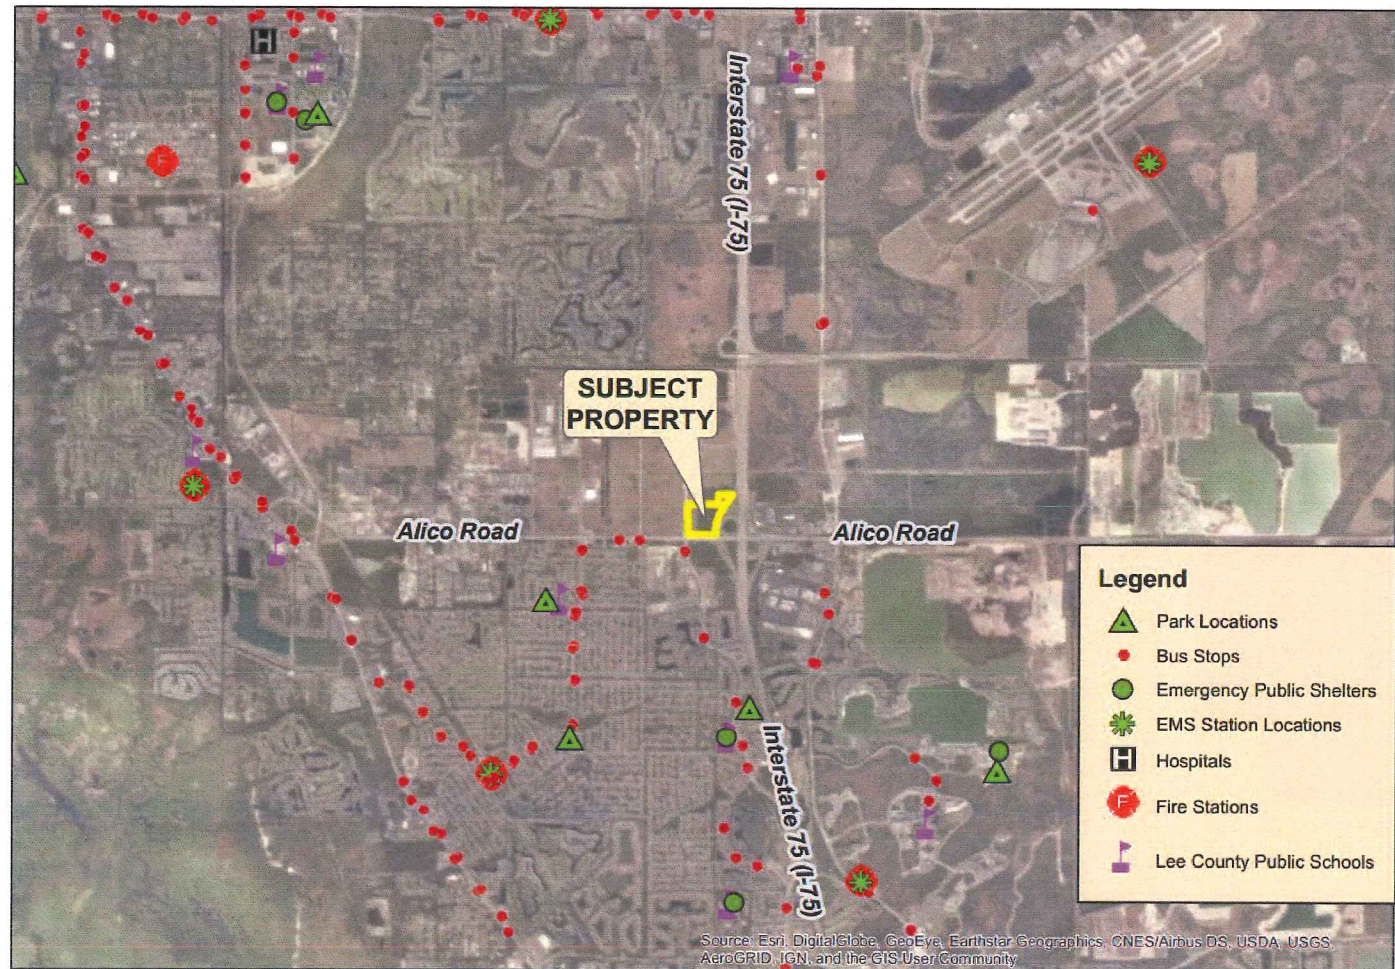 H
F
Interstate 75 (I-75)
SUBJECT
PROPERTY
Alico Road
Alico Road
Interstate 75 (I-75)
Legend
Park Locations
Bus Stops
Emergency Public Shelters
EMS Station Locations
H Hospitals
F Fire Stations
Lee County Public Schools
Source: Esri, DigitalGlobe, GeoEye, Earthstar Geographics, CNES/Airbus DS, USDA, USGS,
AeroGRID, IGN, and the GIS User Community